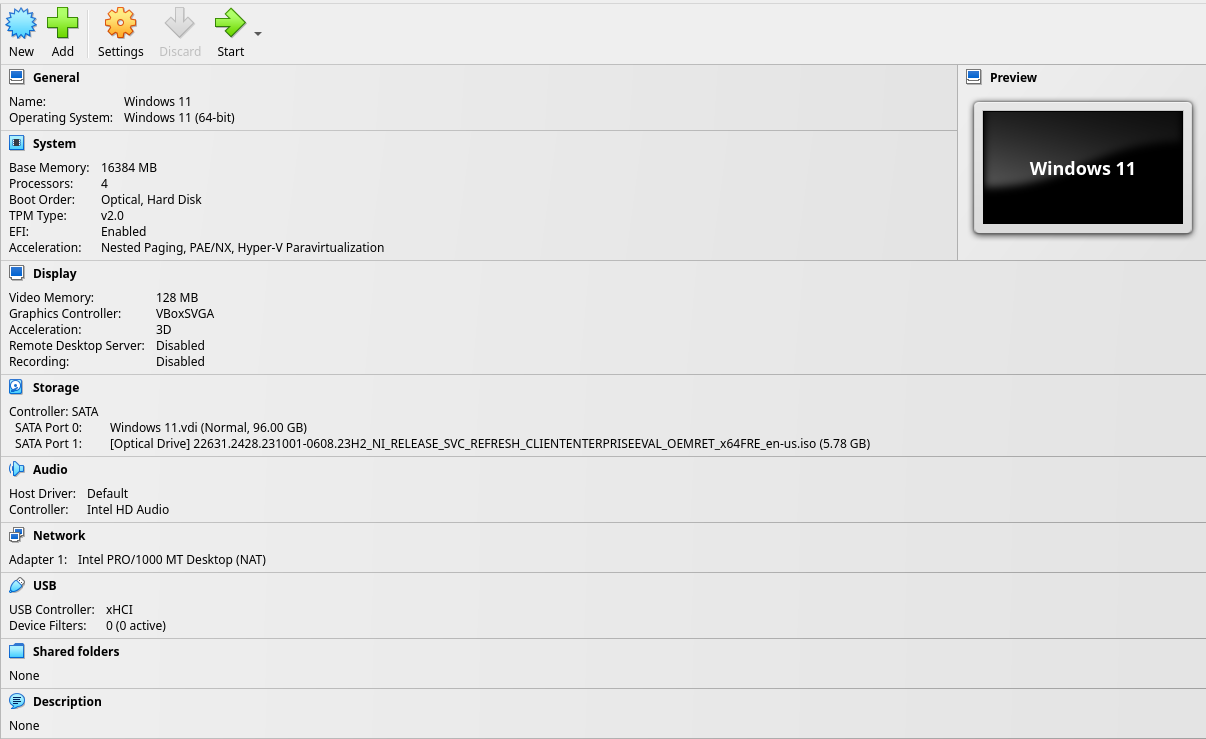 New Add Settings Discard Start
General
Name: Windows 11
Operating System: Windows 11 (64-bit)
Preview
Windows 11
System
Base Memory: 16384 MB
Processors: 4
Boot Order: Optical, Hard Disk
TPM Type: v2.0
EFI: Enabled
Acceleration: Nested Paging, PAE/NX, Hyper-V Paravirtualization
Display
Video Memory: 128 MB
Graphics Controller: VBoxSVGA
Acceleration: 3D
Remote Desktop Server: Disabled
Recording: Disabled
Storage
Controller: SATA
SATA Port 0: Windows 11.vdi (Normal, 96.00 GB)
SATA Port 1: [Optical Drive] 22631.2428.231001-0608.23H2_NI_RELEASE_SVC_REFRESH_CLIENTENTERPRISEEVAL_OEMRET_x64FRE_en-us.iso (5.78 GB)
Audio
Host Driver: Default
Controller: Intel HD Audio
Network
Adapter 1: Intel PRO/1000 MT Desktop (NAT)
USB
USB Controller: xHCI
Device Filters: 0 (0 active)
Shared folders
None
Description
None